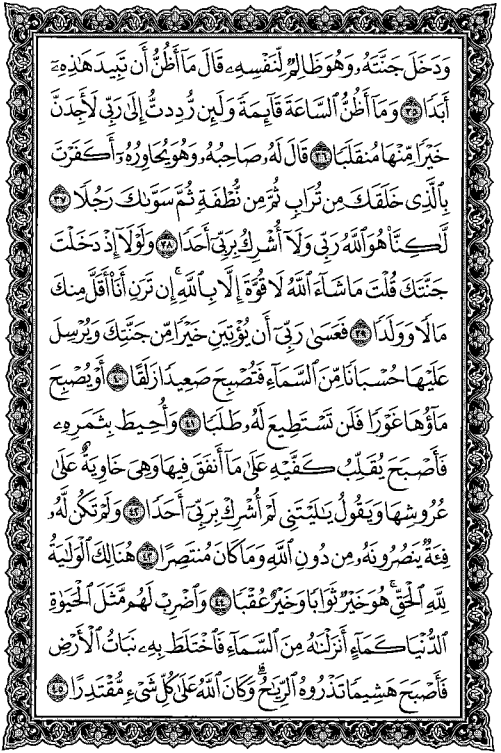 وَدَخَلَ جَنَّتَهُۥ وَهُوَ ظَالِمٌ لِّنَفْسِهِۦ قَالَ مَآ أَظُنُّ أَن تَبِيدَ هَٰذِهِۦٓ
أَبَدًا ٣٥ وَمَآ أَظُنُّ ٱلسَّاعَةَ قَآئِمَةً وَلَئِن رُّدِدتُّ إِلَىٰ رَبِّى لَأَجِدَنَّ
خَيْرًا مِّنْهَا مُنقَلَبًا ٣٦ قَالَ لَهُۥ صَاحِبُهُۥ وَهُوَ يُحَاوِرُهُۥٓ أَكَفَرْتَ
بِٱلَّذِى خَلَقَكَ مِن تُرَابٍ ثُمَّ مِن نُّطْفَةٍ ثُمَّ سَوَّىٰكَ رَجُلًا ٣٧
لَّٰكِنَّا۠ هُوَ ٱللَّهُ رَبِّى وَلَآ أُشْرِكُ بِرَبِّىٓ أَحَدًا ٣٨ وَلَوْلَآ إِذْ دَخَلْتَ
جَنَّتَكَ قُلْتَ مَا شَآءَ ٱللَّهُ لَا قُوَّةَ إِلَّا بِٱللَّهِ ۚ إِن تَرَنِ أَنَا۠ أَقَلَّ مِنكَ
مَالًا وَوَلَدًا ٣٩ فَعَسَىٰ رَبِّىٓ أَن يُؤْتِيَنِ خَيْرًا مِّن جَنَّتِكَ وَيُرْسِلَ
عَلَيْهَا حُسْبَانًا مِّنَ ٱلسَّمَآءِ فَتُصْبِحَ صَعِيدًا زَلَقًا ٤٠ أَوْ يُصْبِحَ
مَآؤُهَا غَوْرًا فَلَن تَسْتَطِيعَ لَهُۥ طَلَبًا ٤١ وَأُحِيطَ بِثَمَرِهِۦ
فَأَصْبَحَ يُقَلِّبُ كَفَّيْهِ عَلَىٰ مَآ أَنفَقَ فِيهَا وَهِىَ خَاوِيَةٌ عَلَىٰ
عُرُوشِهَا وَيَقُولُ يَٰلَيْتَنِى لَمْ أُشْرِكْ بِرَبِّىٓ أَحَدًا ٤٢ وَلَمْ تَكُن لَّهُۥ
فِئَةٌ يَنصُرُونَهُۥ مِن دُونِ ٱللَّهِ وَمَا كَانَ مُنتَصِرًا ٤٣ هُنَالِكَ ٱلْوَلَٰيَةُ
لِلَّهِ ٱلْحَقِّ ۚ هُوَ خَيْرٌ ثَوَابًا وَخَيْرٌ عُقْبًا ٤٤ وَٱضْرِبْ لَهُم مَّثَلَ ٱلْحَيَوٰةِ
ٱلدُّنْيَا كَمَآءٍ أَنزَلْنَٰهُ مِنَ ٱلسَّمَآءِ فَٱخْتَلَطَ بِهِۦ نَبَاتُ ٱلْأَرْضِ
فَأَصْبَحَ هَشِيمًا تَذْرُوهُ ٱلرِّيَٰحُ ۗ وَكَانَ ٱللَّهُ عَلَىٰ كُلِّ شَىْءٍ مُّقْتَدِرًا ٤٥